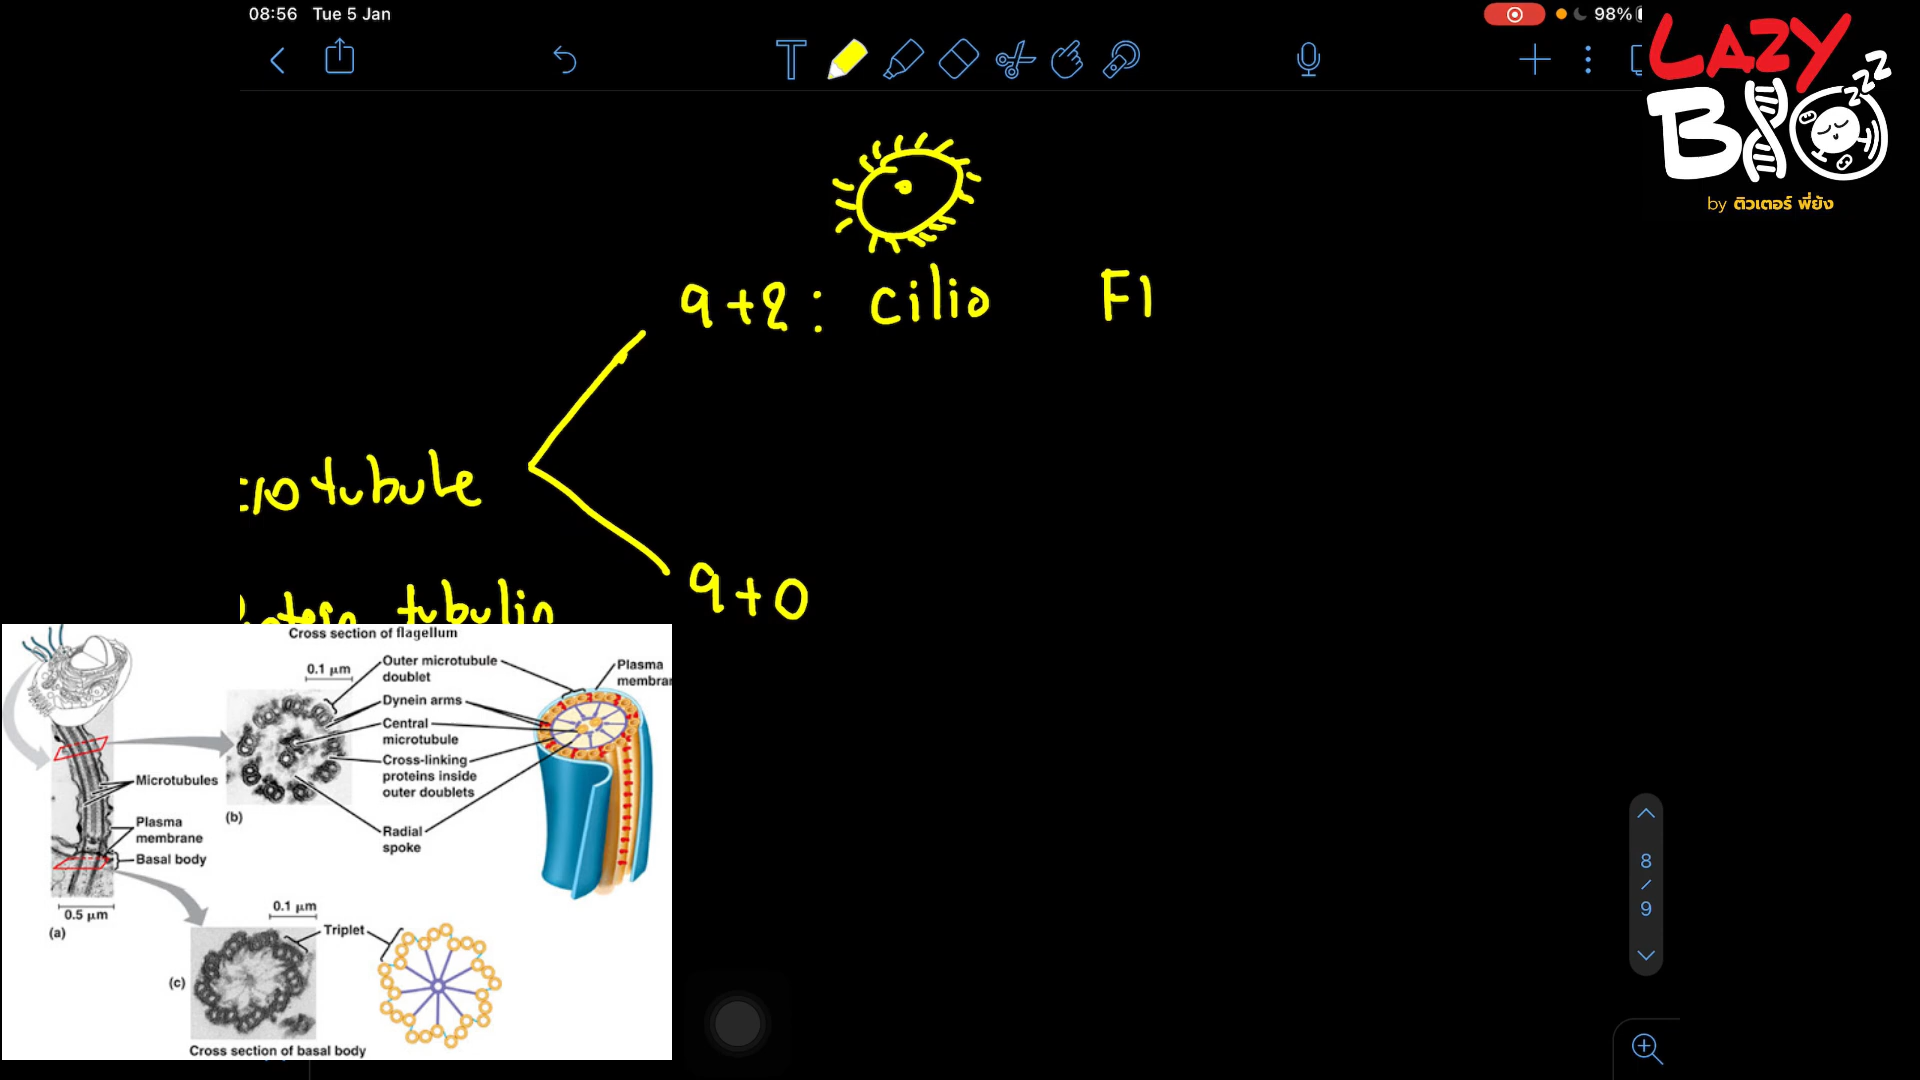 08:56 Tue 5 Jan
98%
LAZY
BIO
zzz
by ติวเตอร์ พี่ยัง
9+2 : cilia Fl
tubule
tubulin
9+0
Cross section of flagellum
0.1 μm
Outer microtubule
doublet
Dynein arms
Central
microtubule
Cross-linking
proteins inside
outer doublets
Radial
spoke
Plasma
membrar
Microtubules
Plasma
membrane
Basal body
0.5 μm
(a)
(b)
0.1 μm
Triplet
(c)
Cross section of basal body
8
/
9